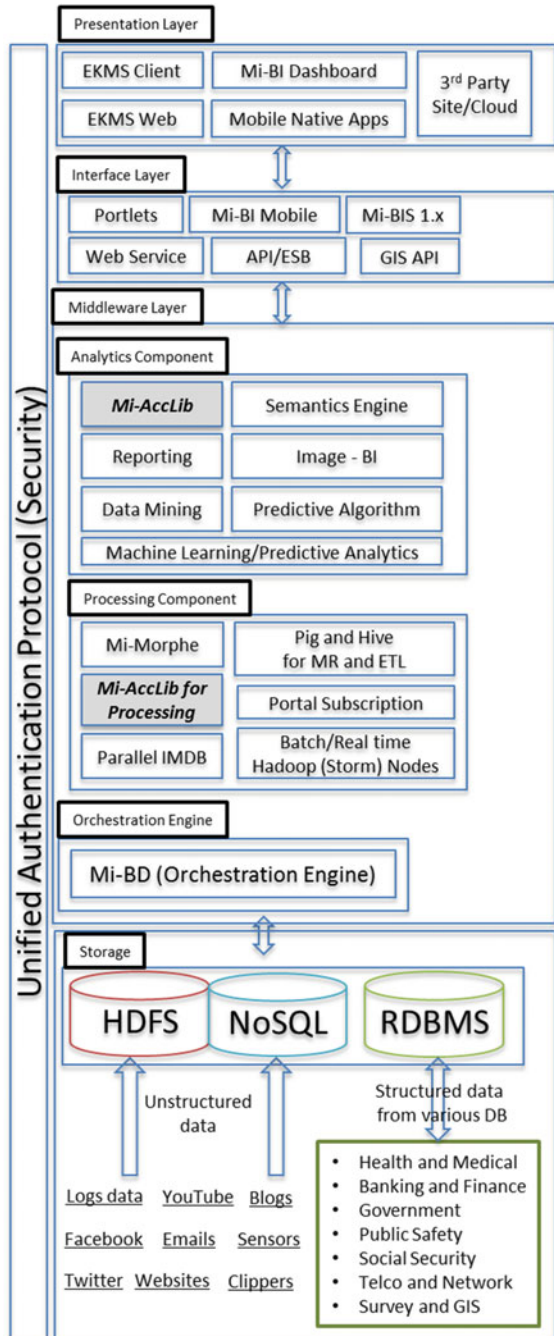 Presentation Layer
EKMS Client
Mi-BI Dashboard
3rd Party
Site/Cloud
EKMS Web
Mobile Native Apps
Interface Layer
Portlets
Mi-BI Mobile
Mi-BIS 1.x
Web Service
API/ESB
GIS API
Middleware Layer
Analytics Component
Mi-AccLib
Semantics Engine
Reporting
Image - BI
Data Mining
Predictive Algorithm
Machine Learning/Predictive Analytics
Processing Component
Mi-Morphe
Pig and Hive
for MR and ETL
Mi-AccLib for
Processing
Portal Subscription
Parallel IMDB
Batch/Real time
Hadoop (Storm) Nodes
Orchestration Engine
Mi-BD (Orchestration Engine)
Unified Authentication Protocol (Security)
Storage
HDFS
NoSQL
RDBMS
Unstructured
data
Structured data
from various DB
Logs data YouTube Blogs
Facebook Emails Sensors
Twitter Websites Clippers
• Health and Medical
• Banking and Finance
• Government
• Public Safety
• Social Security
• Telco and Network
• Survey and GIS